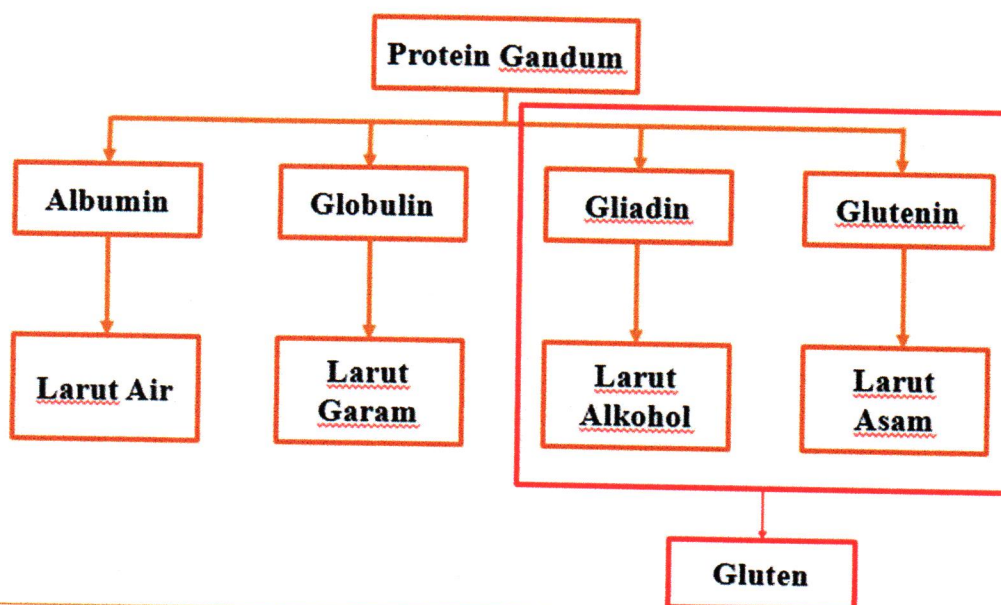 Protein Gandum
Albumin
Globulin
Gliadin
Glutenin
Larut Air
Larut
Garam
Larut
Alkohol
Larut
Asam
Gluten